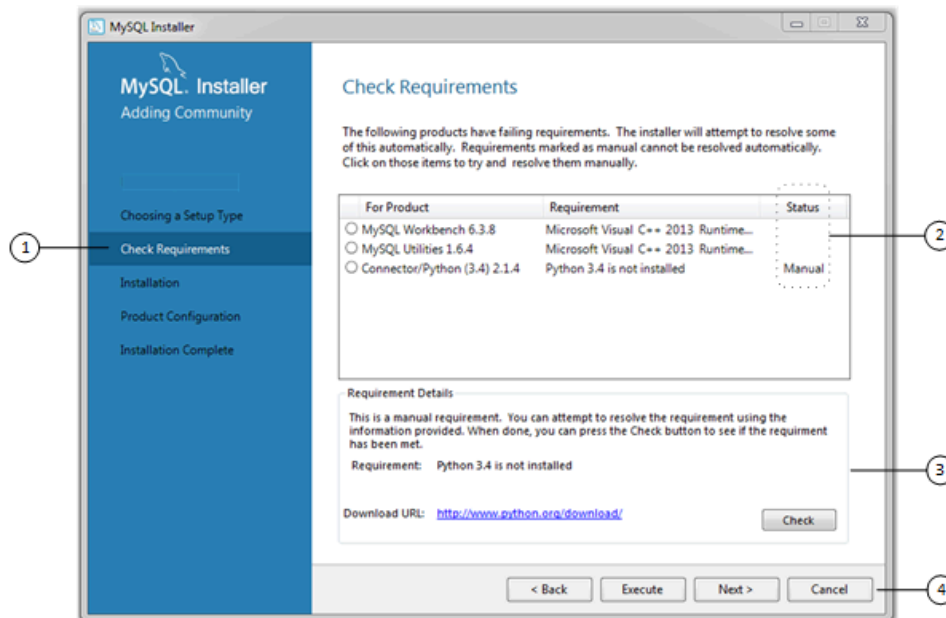 MySQL Installer
MySQL. Installer
Adding Community
Choosing a Setup Type
Check Requirements
Installation
Product Configuration
Installation Complete
1
Check Requirements
The following products have failing requirements. The installer will attempt to resolve some
of this automatically. Requirements marked as manual cannot be resolved automatically.
Click on those items to try and resolve them manually.
For Product Requirement Status
MySQL Workbench 6.3.8 Microsoft Visual C++ 2013 Runtime...
MySQL Utilities 1.6.4 Microsoft Visual C++ 2013 Runtime...
Connector/Python (3.4) 2.1.4 Python 3.4 is not installed Manual
2
Requirement Details
This is a manual requirement. You can attempt to resolve the requirement using the
information provided. When done, you can press the Check button to see if the requirment
has been met.
Requirement: Python 3.4 is not installed
3
Download URL: http://www.python.org/download/
Check
< Back Execute Next > Cancel
4